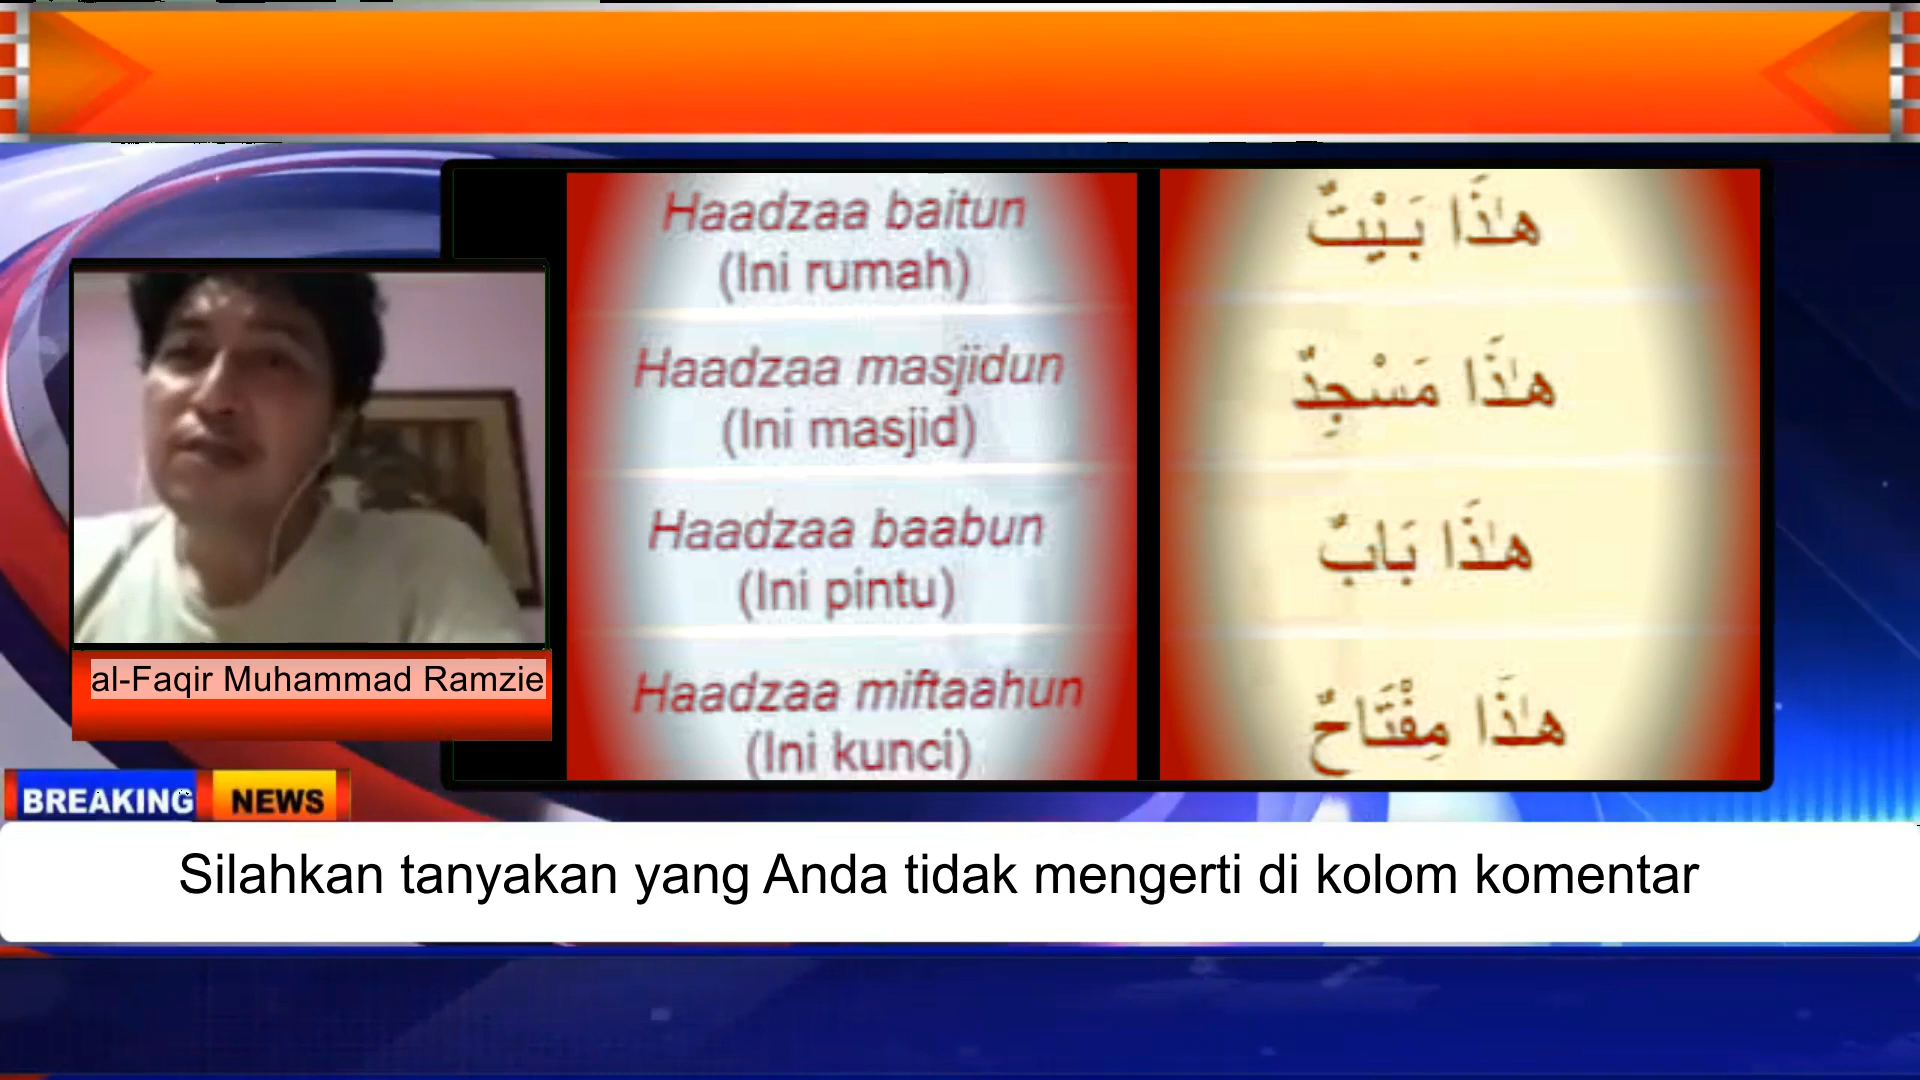 Haadzaa baitun
(Ini rumah)
Haadzaa masjidun
(Ini masjid)
Haadzaa baabun
(Ini pintu)
Haadzaa miftaahun
(Ini kunci)
هٰذَا بَيْتٌ
هٰذَا مَسْجِدٌ
هٰذَا بَابٌ
هٰذَا مِفْتَاحٌ
al-Faqir Muhammad Ramzie
BREAKING NEWS
Silahkan tanyakan yang Anda tidak mengerti di kolom komentar